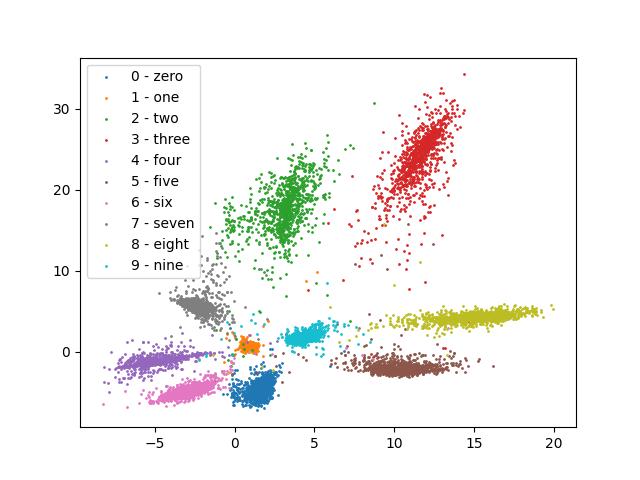 0 - zero
1 - one
2 - two
3 - three
4 - four
5 - five
6 - six
7 - seven
8 - eight
9 - nine
30
20
10
0
−5
0
5
10
15
20